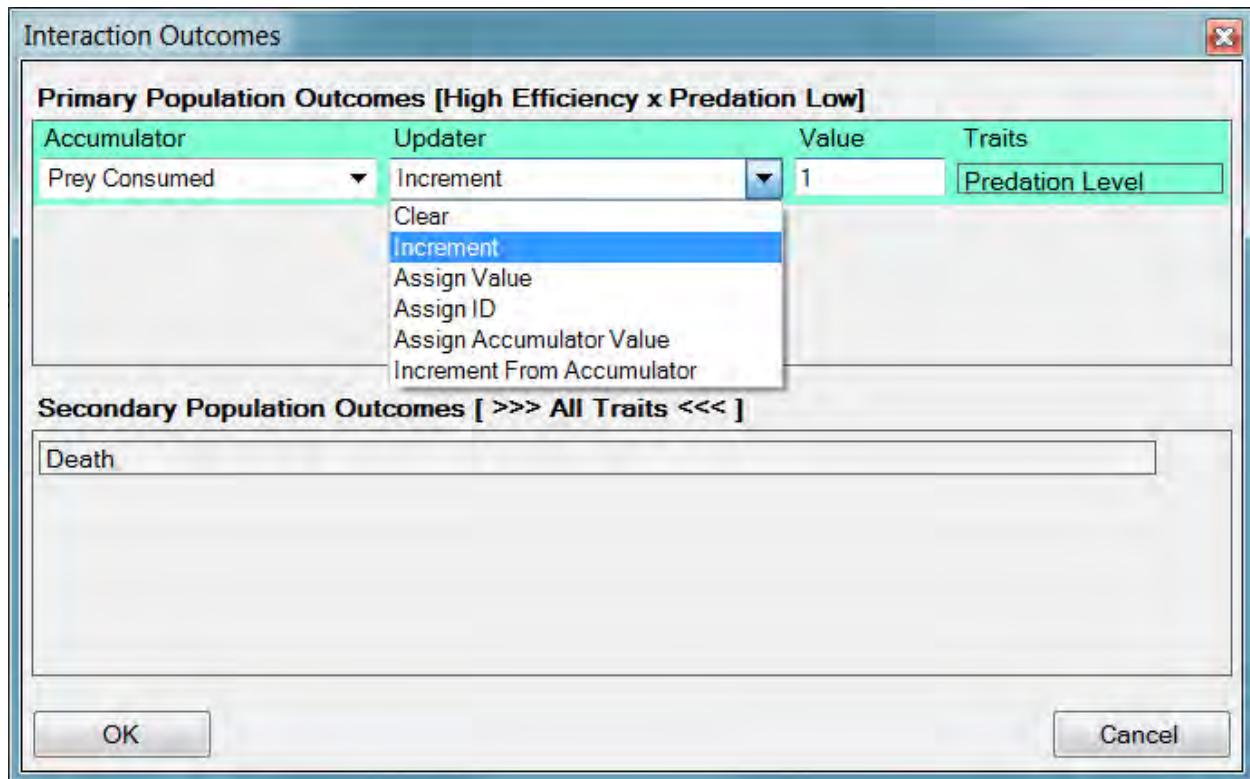 Interaction Outcomes
Primary Population Outcomes [High Efficiency x Predation Low]
Accumulator Updater Value Traits
Prey Consumed Increment 1 Predation Level
Clear
Increment
Assign Value
Assign ID
Assign Accumulator Value
Increment From Accumulator
Secondary Population Outcomes [ >>> All Traits <<< ]
Death
OK Cancel